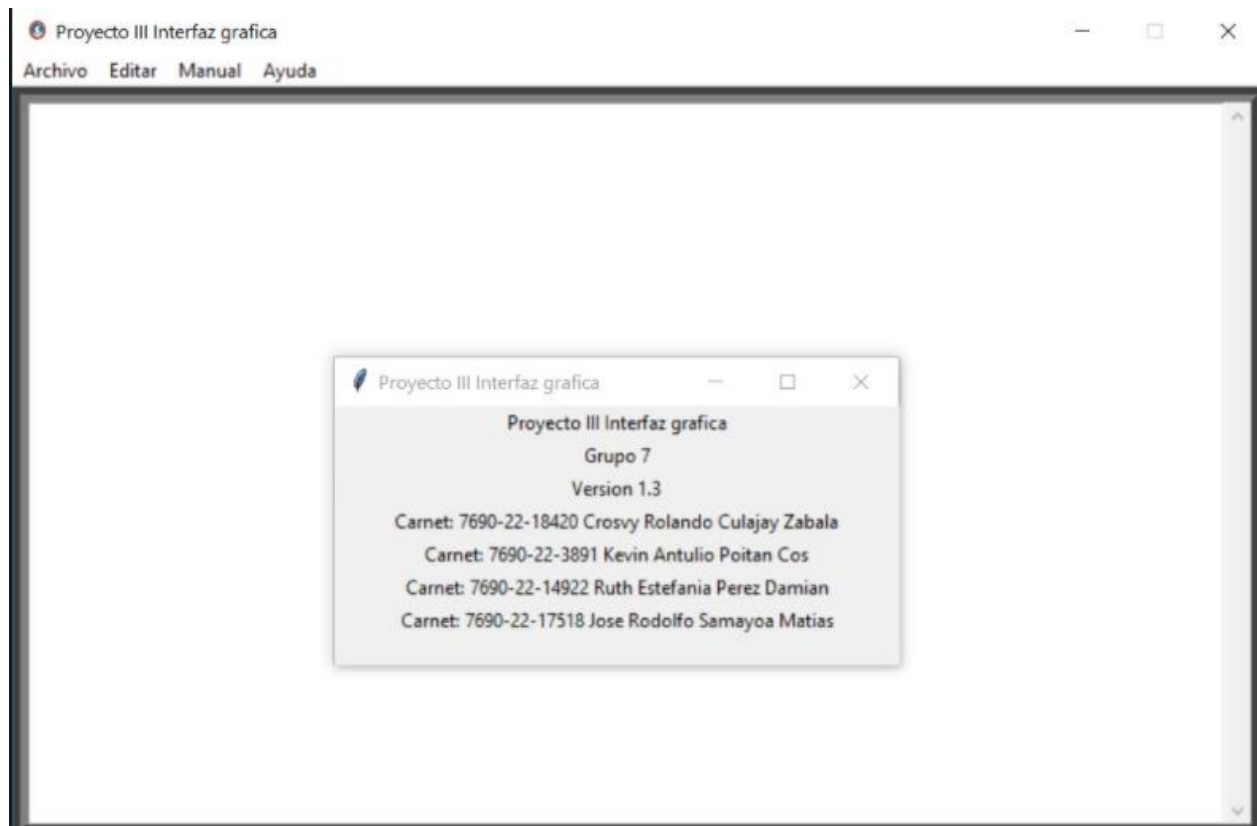 Proyecto III Interfaz grafica
Archivo Editar Manual Ayuda
Proyecto III Interfaz grafica
Proyecto III Interfaz grafica
Grupo 7
Version 1.3
Carnet: 7690-22-18420 Crosvy Rolando Culajay Zabala
Carnet: 7690-22-3891 Kevin Antulio Poitan Cos
Carnet: 7690-22-14922 Ruth Estefania Perez Damian
Carnet: 7690-22-17518 Jose Rodolfo Samayoa Matias